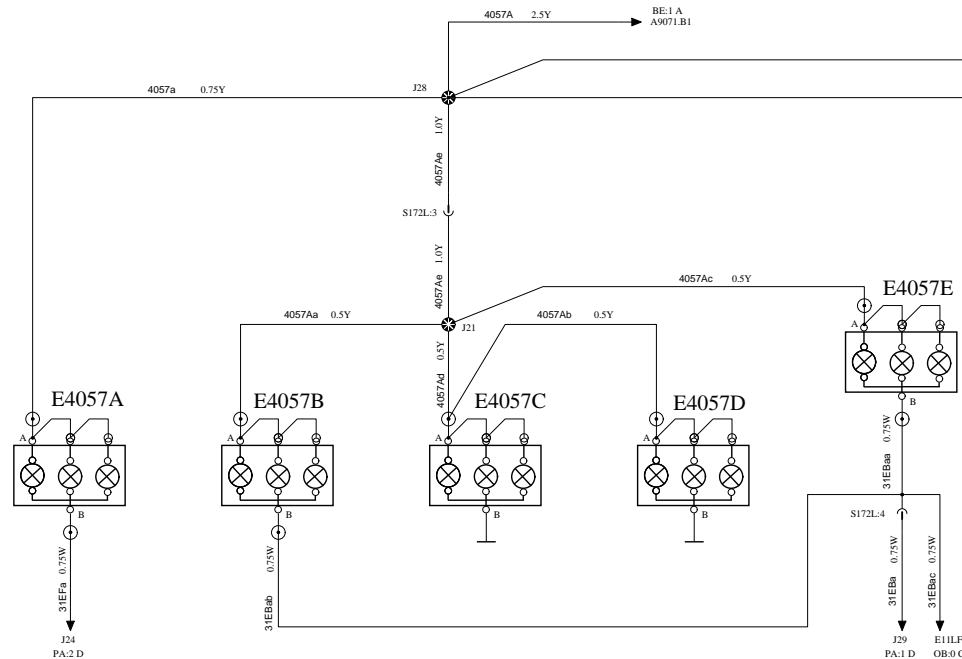 4057A 2.5Y
BE:1 A
A9071.B1
J28
4057a 0.75Y
1.0Y
4057Ae
S172L:3
1.0Y
4057Ae
4057Ac 0.5Y
E4057E
4057Aa 0.5Y
J21
4057Ab 0.5Y
A
0.5Y
4057Ad
E4057A
E4057B
E4057C
E4057D
B
A
A
A
A
0.75W
31EBaa
B
B
B
B
S172L:4
0.75W
31EFa
0.75W
31EBab
0.75W
31EBa
0.75W
31EBac
J24
PA:2 D
J29
PA:1 D
E11LF
OB:0 C